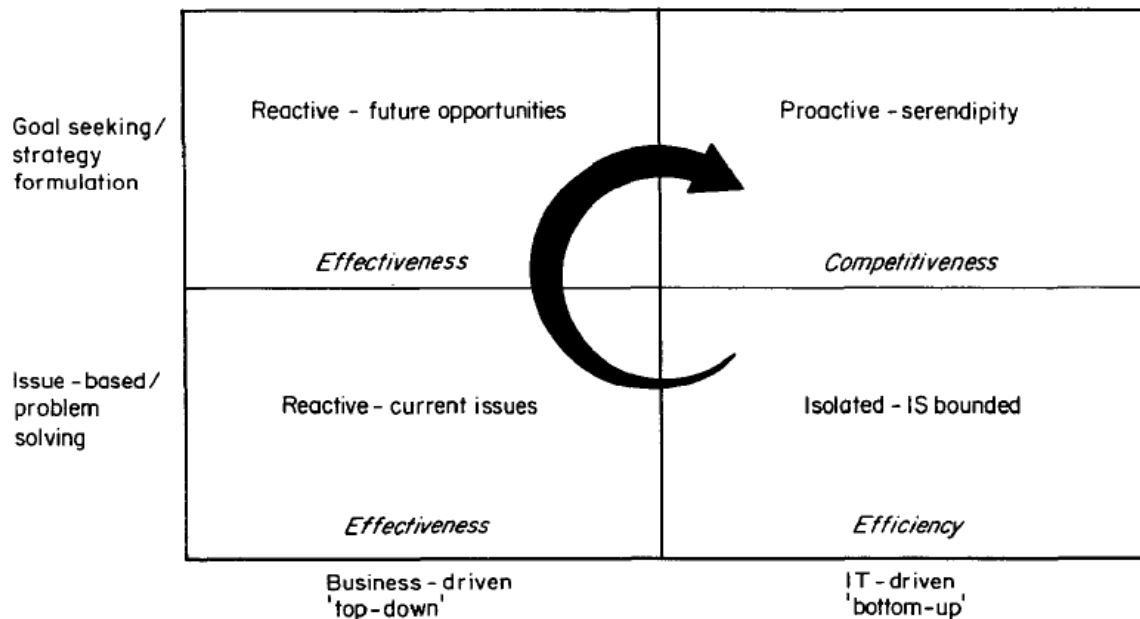 Reactive - future opportunities
Proactive - serendipity
Goal seeking/
strategy
formulation
Effectiveness
Competitiveness
Issue - based/
problem
solving
Reactive - current issues
Isolated - IS bounded
Effectiveness
Efficiency
Business - driven
'top - down'
IT - driven
'bottom - up'